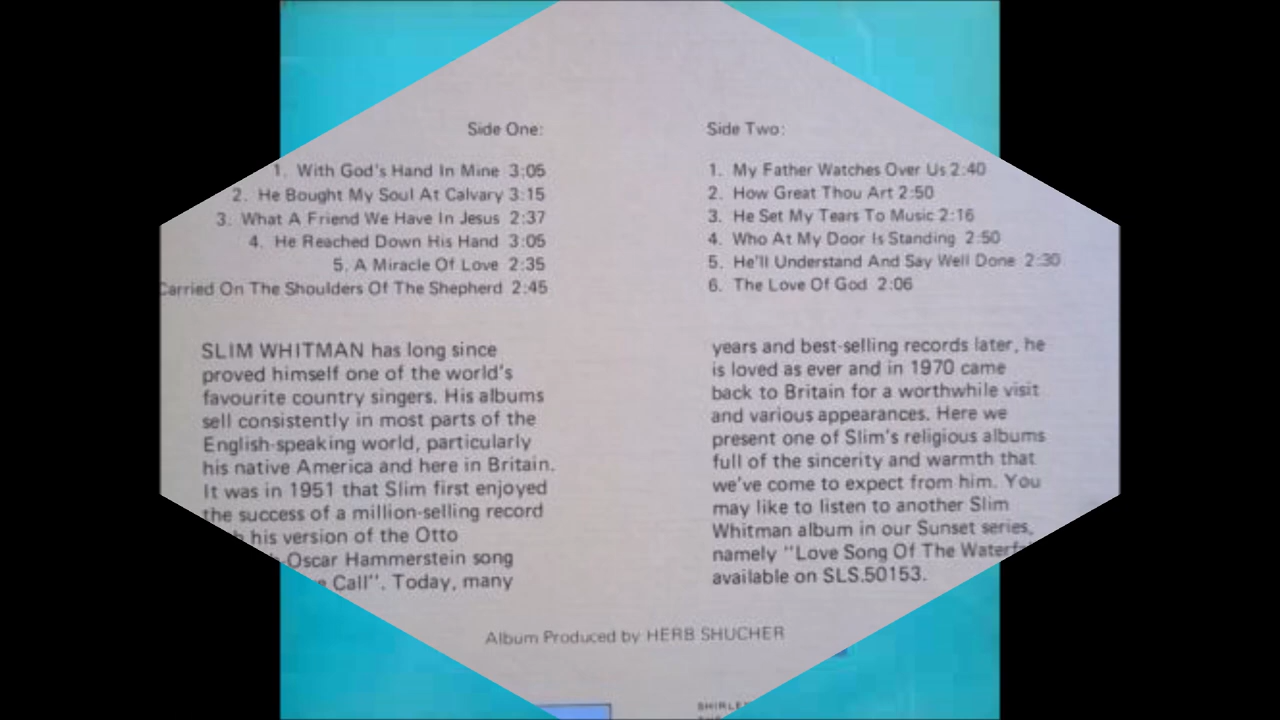 Side One:
1. With God's Hand In Mine 3:05
2. He Bought My Soul At Calvary 3:15
3. What A Friend We Have In Jesus 2:37
4. He Reached Down His Hand 3:05
5. A Miracle Of Love 2:35
Carried On The Shoulders Of The Shepherd 2:45
Side Two:
1. My Father Watches Over Us 2:40
2. How Great Thou Art 2:50
3. He Set My Tears To Music 2:16
4. Who At My Door Is Standing 2:50
5. He'll Understand And Say Well Done 2:30
6. The Love Of God 2:06
SLIM WHITMAN has long since
proved himself one of the world's
favourite country singers. His albums
sell consistently in most parts of the
English-speaking world, particularly
his native America and here in Britain.
It was in 1951 that Slim first enjoyed
the success of a million-selling record
his version of the Otto
Oscar Hammerstein song
Call". Today, many
years and best-selling records later, he
is loved as ever and in 1970 came
back to Britain for a worthwhile visit
and various appearances. Here we
present one of Slim's religious albums
full of the sincerity and warmth that
we've come to expect from him. You
may like to listen to another Slim
Whitman album in our Sunset series,
namely "Love Song Of The
available on SLS.50153.
Album Produced by HERB SHUCHER